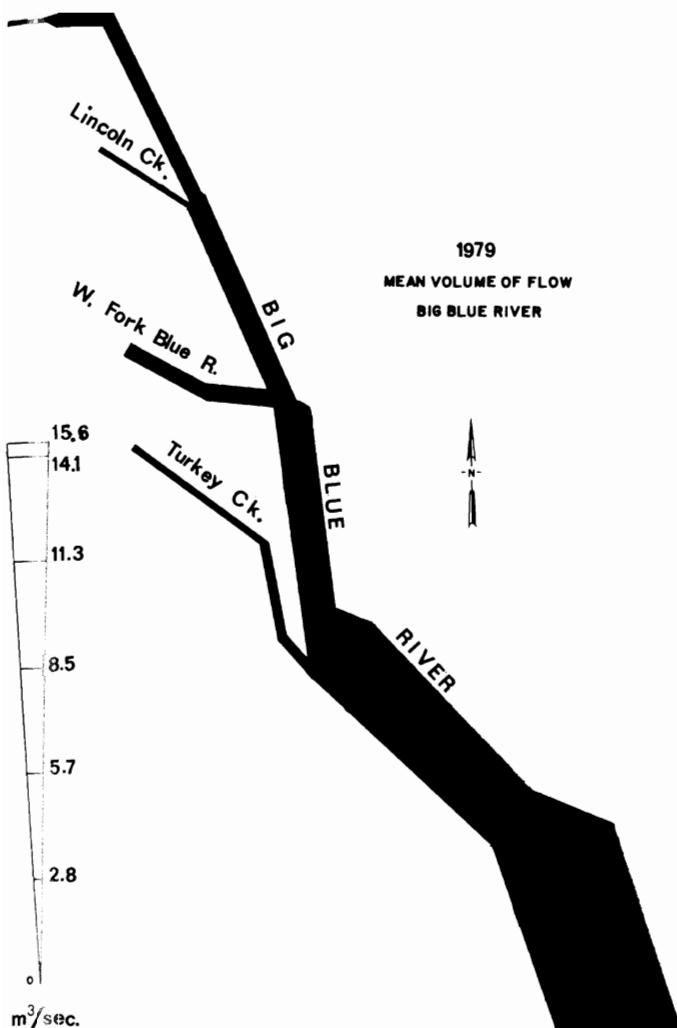 Lincoln Ck.
1979
MEAN VOLUME OF FLOW
BIG BLUE RIVER
W. Fork Blue R.
BIG
Turkey Ck.
BLUE
N
RIVER
15.6
14.1
11.3
8.5
5.7
2.8
0
m³/sec.